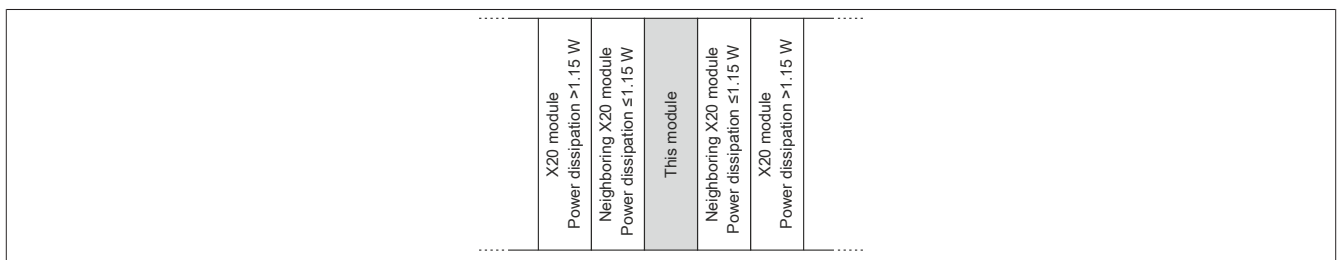 X20 module
Power dissipation >1.15 W
Neighboring X20 module
Power dissipation ≤1.15 W
This module
Neighboring X20 module
Power dissipation ≤1.15 W
X20 module
Power dissipation >1.15 W